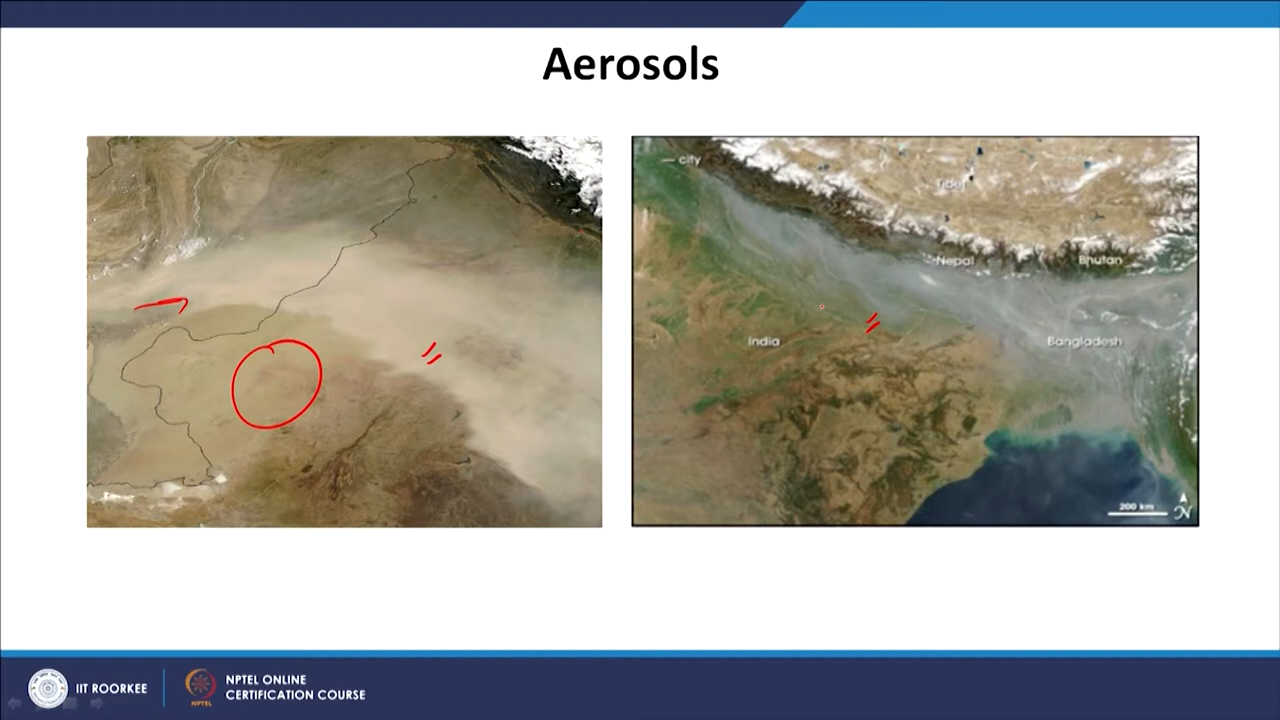 Aerosols
city
Tibet
Nepal
Bhutan
India
Bangladesh
200 km
N
IIT ROORKEE
NPTEL
NPTEL ONLINE
CERTIFICATION COURSE